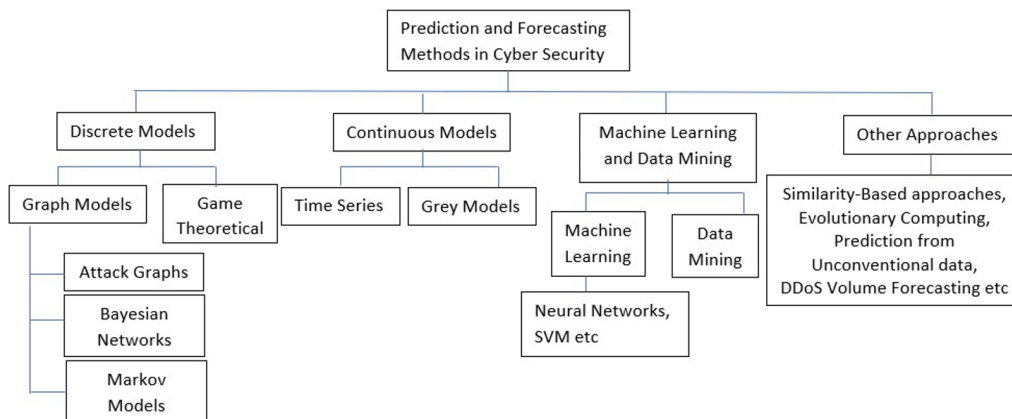 Prediction and Forecasting
Methods in Cyber Security
Discrete Models
Continuous Models
Machine Learning
and Data Mining
Other Approaches
Graph Models
Game
Theoretical
Time Series
Grey Models
Machine
Learning
Data
Mining
Similarity-Based approaches,
Evolutionary Computing,
Prediction from
Unconventional data,
DDoS Volume Forecasting etc
Attack Graphs
Bayesian
Networks
Markov
Models
Neural Networks,
SVM etc